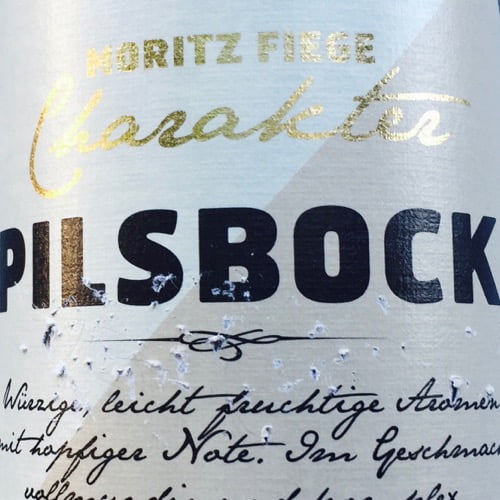 MORITZ FIEGE
Charakter
PILSBOCK
Würzige, leicht fruchtige Aromen
mit hopfiger Note. Im Geschmack